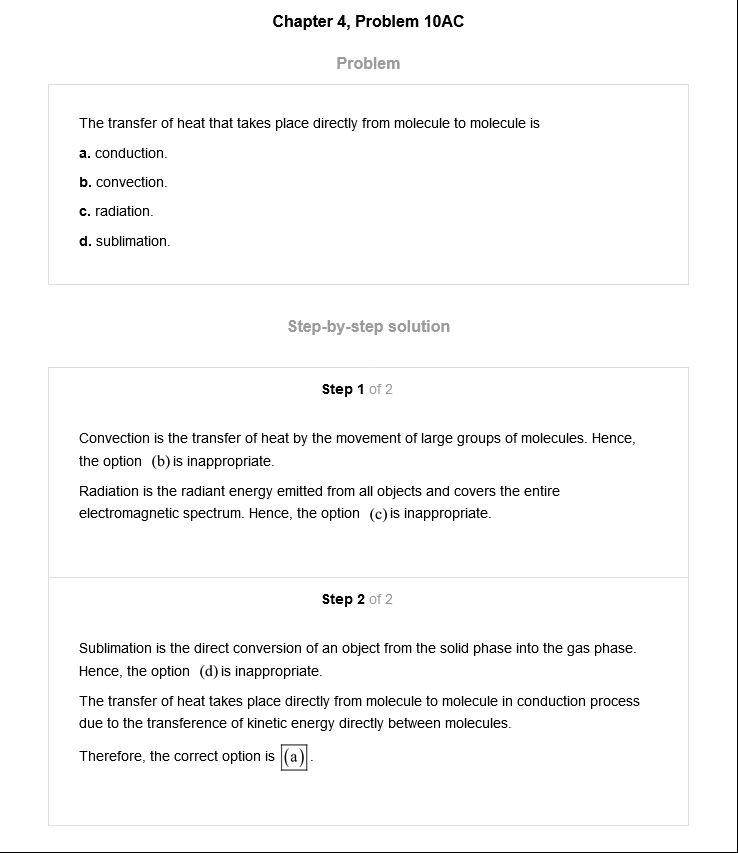 Chapter 4, Problem 10AC
Problem
The transfer of heat that takes place directly from molecule to molecule is
a. conduction.
b. convection.
c. radiation.
d. sublimation.
Step-by-step solution
Step 1 of 2
Convection is the transfer of heat by the movement of large groups of molecules. Hence,
the option (b) is inappropriate.
Radiation is the radiant energy emitted from all objects and covers the entire
electromagnetic spectrum. Hence, the option (c) is inappropriate.
Step 2 of 2
Sublimation is the direct conversion of an object from the solid phase into the gas phase.
Hence, the option (d) is inappropriate.
The transfer of heat takes place directly from molecule to molecule in conduction process
due to the transference of kinetic energy directly between molecules.
Therefore, the correct option is (a).